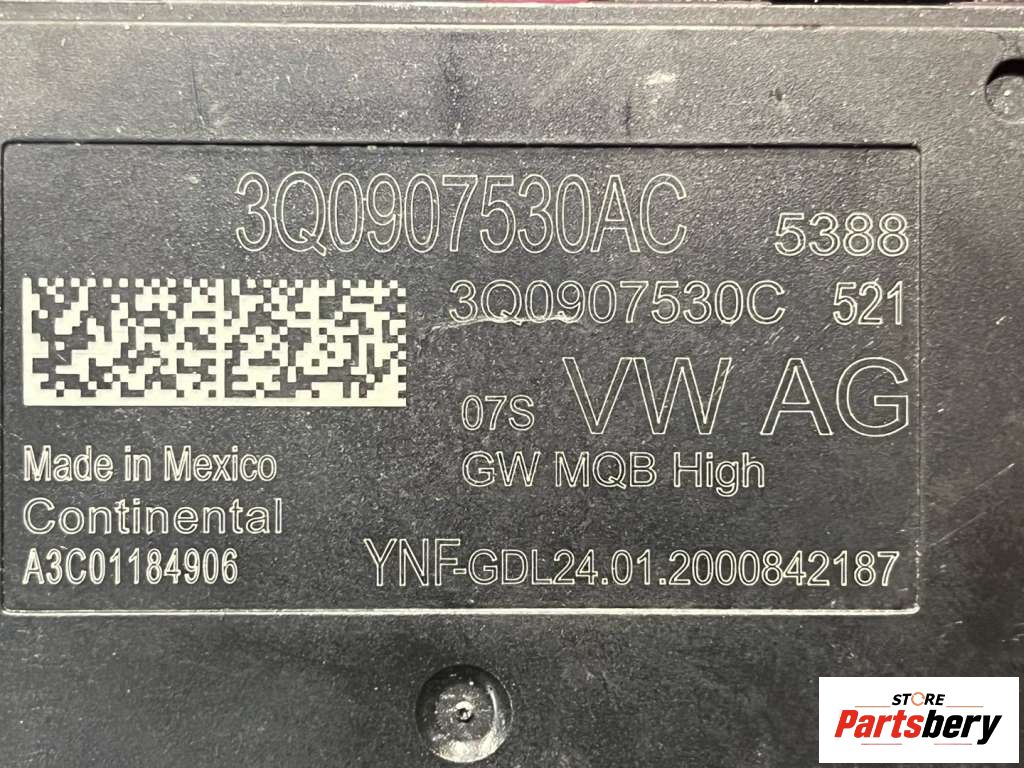 3Q0907530AC 5388
3Q0907530C 521
07S VW AG
Made in Mexico GW MQB High
Continental
A3C01184906 YNF-GDL24.01.2000842187
STORE
Partsbery